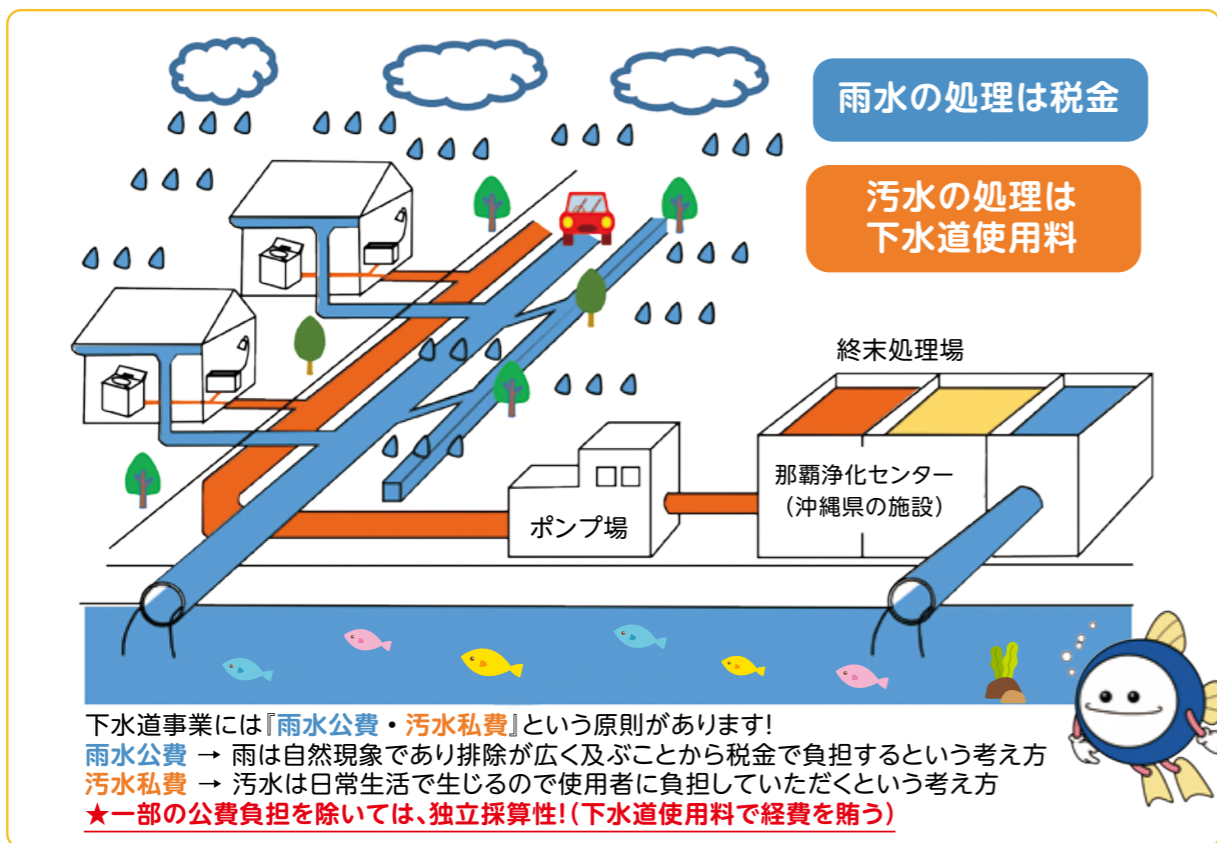 雨水の処理は税金
汚水の処理は
下水道使用料
終末処理場
那覇浄化センター
（沖縄県の施設）
ポンプ場
下水道事業には『雨水公費・汚水私費』という原則があります！
雨水公費 → 雨は自然現象であり排除が広く及ぶことから税金で負担するという考え方
汚水私費 → 汚水は日常生活で生じるので使用者に負担していただくという考え方
★一部の公費負担を除いては、独立採算性！（下水道使用料で経費を賄う）